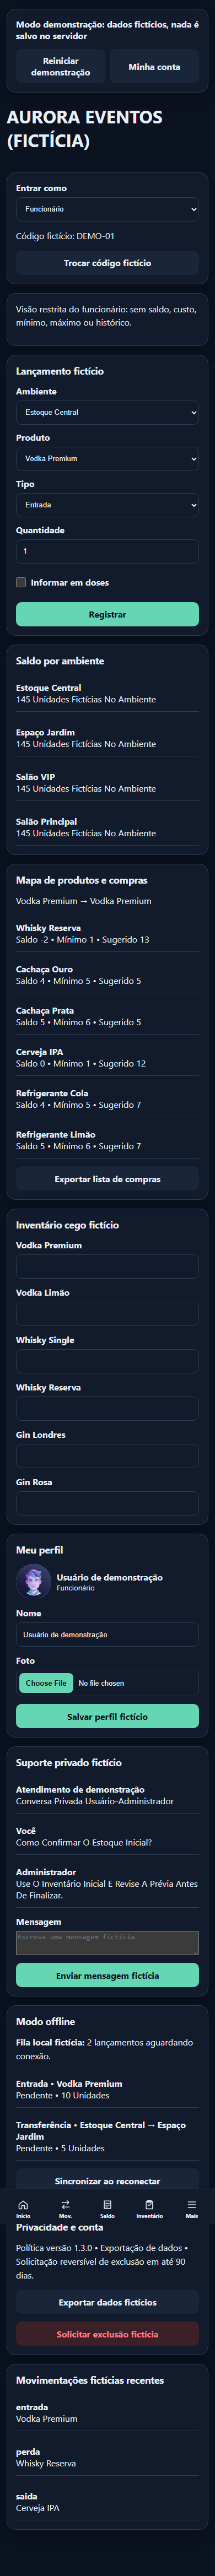 Modo demonstração: dados fictícios, nada é
salvo no servidor
Reiniciar
demonstração
Minha conta
AURORA EVENTOS
(FICTÍCIA)
Entrar como
Funcionário
Código fictício: DEMO-01
Trocar código fictício
Visão restrita do funcionário: sem saldo, custo,
mínimo, máximo ou histórico.
Lançamento fictício
Ambiente
Estoque Central
Produto
Vodka Premium
Tipo
Entrada
Quantidade
1
Informar em doses
Registrar
Saldo por ambiente
Estoque Central
145 Unidades Fictícias No Ambiente
Espaço Jardim
145 Unidades Fictícias No Ambiente
Salão VIP
145 Unidades Fictícias No Ambiente
Salão Principal
145 Unidades Fictícias No Ambiente
Mapa de produtos e compras
Vodka Premium → Vodka Premium
Whisky Reserva
Saldo -2 • Mínimo 1 • Sugerido 13
Cachaça Ouro
Saldo 4 • Mínimo 5 • Sugerido 5
Cachaça Prata
Saldo 5 • Mínimo 6 • Sugerido 5
Cerveja IPA
Saldo 0 • Mínimo 1 • Sugerido 12
Refrigerante Cola
Saldo 4 • Mínimo 5 • Sugerido 7
Refrigerante Limão
Saldo 5 • Mínimo 6 • Sugerido 7
Exportar lista de compras
Inventário cego fictício
Vodka Premium
Vodka Limão
Whisky Single
Whisky Reserva
Gin Londres
Gin Rosa
Meu perfil
Usuário de demonstração
Funcionário
Nome
Usuário de demonstração
Foto
Choose File No file chosen
Salvar perfil fictício
Suporte privado fictício
Atendimento de demonstração
Conversa Privada Usuário-Administrador
Você
Como Confirmar O Estoque Inicial?
Administrador
Use O Inventário Inicial E Revise A Prévia Antes
De Finalizar.
Mensagem
Escreva uma mensagem fictícia
Enviar mensagem fictícia
Modo offline
Fila local fictícia: 2 lançamentos aguardando
conexão.
Entrada • Vodka Premium
Pendente • 10 Unidades
Transferência • Estoque Central → Espaço
Jardim
Pendente • 5 Unidades
Sincronizar ao reconectar
Início
Mov.
Saldo
Inventário
Mais
Privacidade e conta
Política versão 1.3.0 • Exportação de dados •
Solicitação reversível de exclusão em até 90
dias.
Exportar dados fictícios
Solicitar exclusão fictícia
Movimentações fictícias recentes
entrada
Vodka Premium
perda
Whisky Reserva
saida
Cerveja IPA